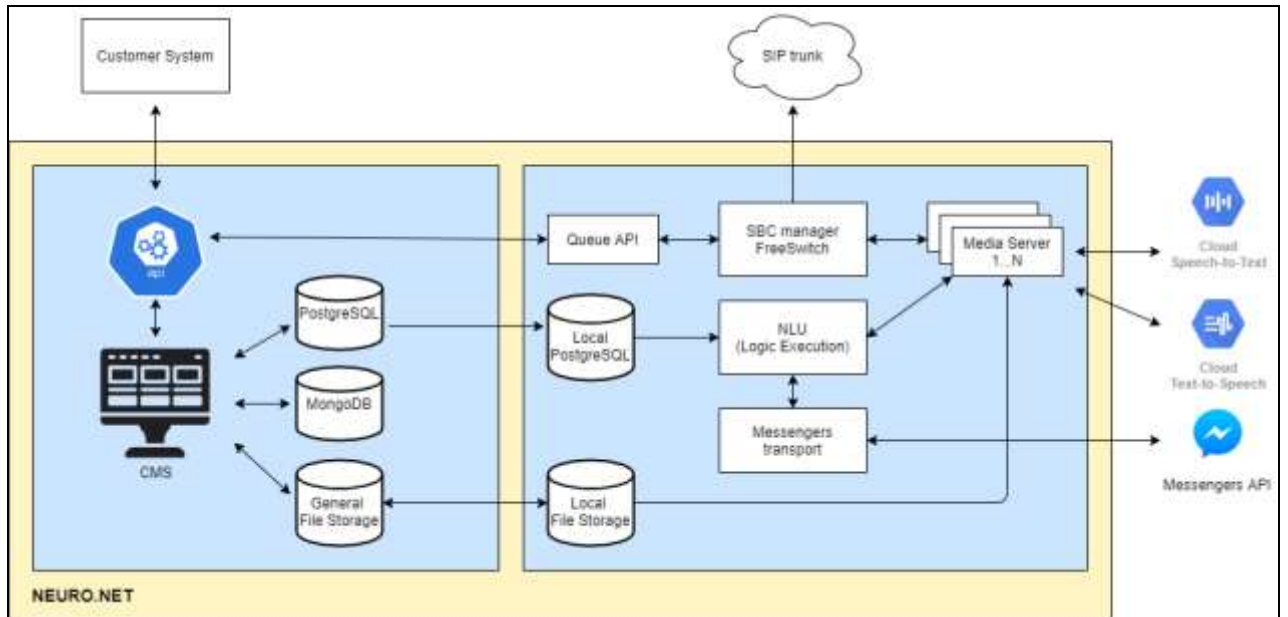 Customer System
SIP trunk
api
Queue API
SBC manager
FreeSwitch
Media Server
1...N
Cloud
Speech-to-Text
PostgreSQL
Local
PostgreSQL
NLU
(Logic Execution)
Cloud
Text-to-Speech
MongoDB
CMS
Messengers
transport
Messengers API
General
File Storage
Local
File Storage
NEURO.NET